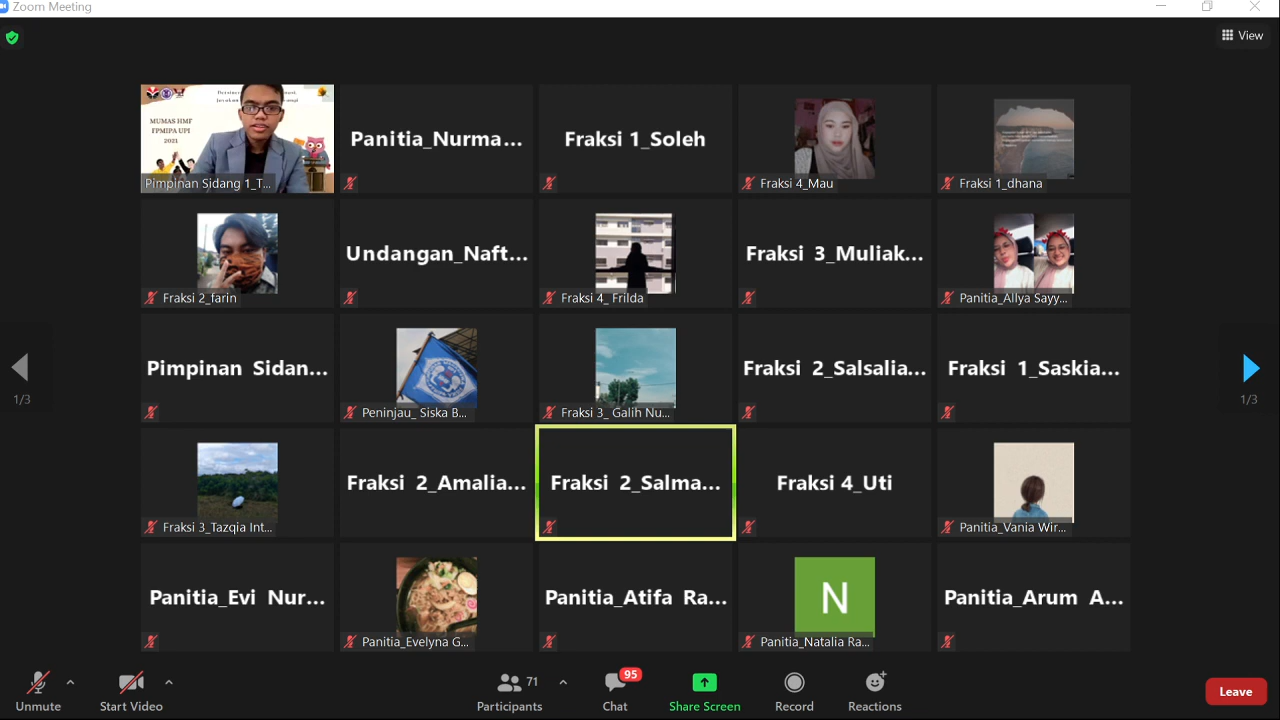 Zoom Meeting
View
MUMAS HMF
FPMIPA UPI
2021
Pimpinan Sidang 1_T...
Panitia_Nurma...
Fraksi 1_Soleh
Fraksi 4_Mau
Fraksi 1_dhana
Fraksi 2_farin
Undangan_Naft...
Fraksi 4_ Frilda
Fraksi 3_Muliak...
Panitia_Allya Sayy...
Pimpinan Sidan...
Peninjau_ Siska B...
Fraksi 3_ Galih Nu...
Fraksi 2_Salsalia...
Fraksi 1_Saskia...
1/3
1/3
Fraksi 3_Tazqia Int...
Fraksi 2_Amalia...
Fraksi 2_Salma...
Fraksi 4_Uti
Panitia_Vania Wir...
Panitia_Evi Nur...
Panitia_Evelyna G...
Panitia_Atifa Ra...
N
Panitia_Natalia Ra...
Panitia_Arum A...
Unmute
Start Video
71
Participants
95
Chat
Share Screen
Record
Reactions
Leave